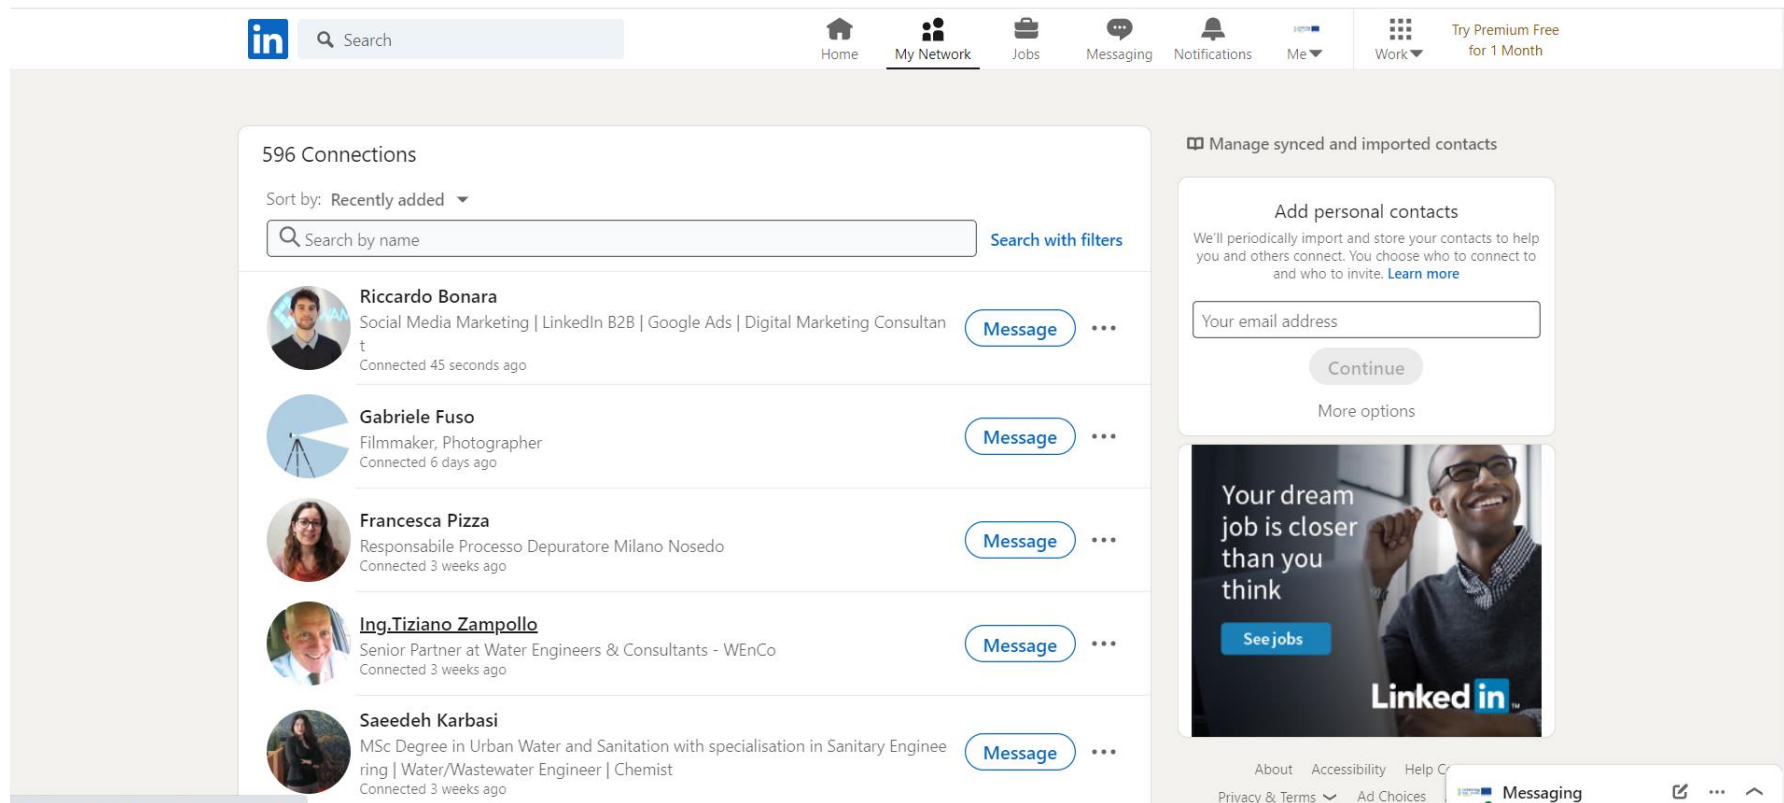 in
Search
Home
My Network
Jobs
Messaging
Notifications
Me
Work
Try Premium Free
for 1 Month
596 Connections
Sort by: Recently added
Search by name
Search with filters
Riccardo Bonara
Social Media Marketing | LinkedIn B2B | Google Ads | Digital Marketing Consultan
t
Connected 45 seconds ago
Message
Gabriele Fuso
Filmmaker, Photographer
Connected 6 days ago
Message
Francesca Pizza
Responsabile Processo Depuratore Milano Nosedo
Connected 3 weeks ago
Message
Ing.Tiziano Zampollo
Senior Partner at Water Engineers & Consultants - WEnCo
Connected 3 weeks ago
Message
Saeedeh Karbasi
MSc Degree in Urban Water and Sanitation with specialisation in Sanitary Enginee
ring | Water/Wastewater Engineer | Chemist
Connected 3 weeks ago
Message
Manage synced and imported contacts
Add personal contacts
We'll periodically import and store your contacts to help
you and others connect. You choose who to connect to
and who to invite. Learn more
Your email address
Continue
More options
Your dream
job is closer
than you
think
See jobs
Linked in
About Accessibility Help
Privacy & Terms Ad Choices
Messaging